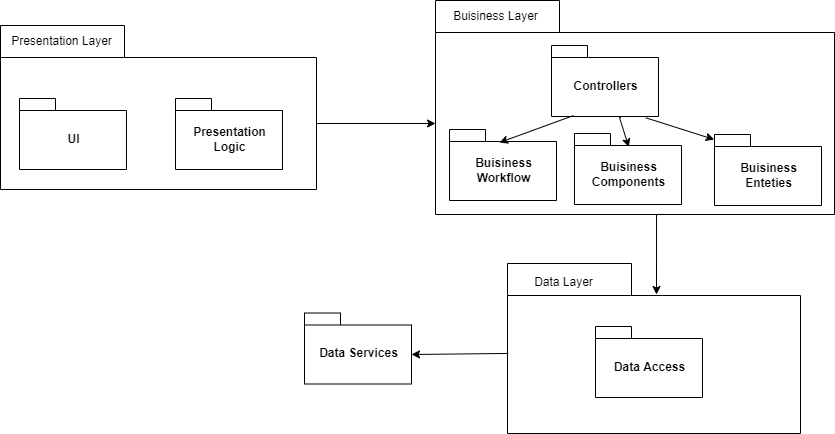 Presentation Layer
UI
Presentation
Logic
Buisiness Layer
Controllers
Buisiness
Workflow
Buisiness
Components
Buisiness
Enteties
Data Layer
Data Services
Data Access